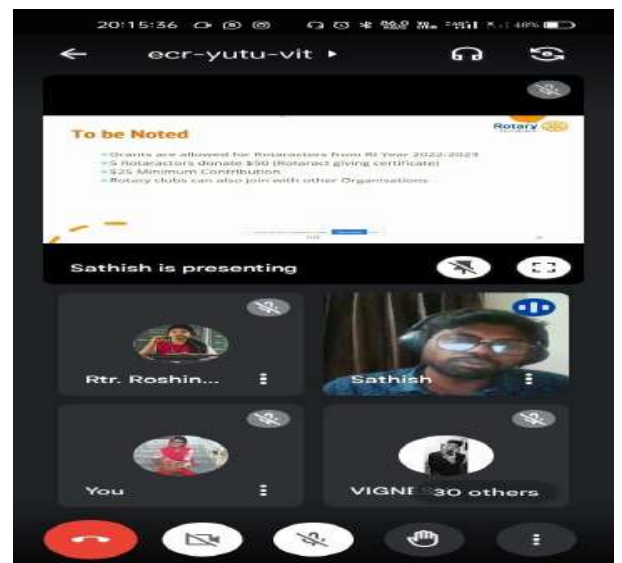 20:15:36
48%
ecr-yutu-vit
Rotary
To be Noted
Grants are allowed for Rotaractors from RI Year 2022-2023
5 Rotaractors donate $50 (Rotaract giving certificate)
$25 Minimum Contribution
Rotary clubs can also join with other Organisations
Sathish is presenting
Rtr. Roshin...
Sathish
You
VIGNE
30 others